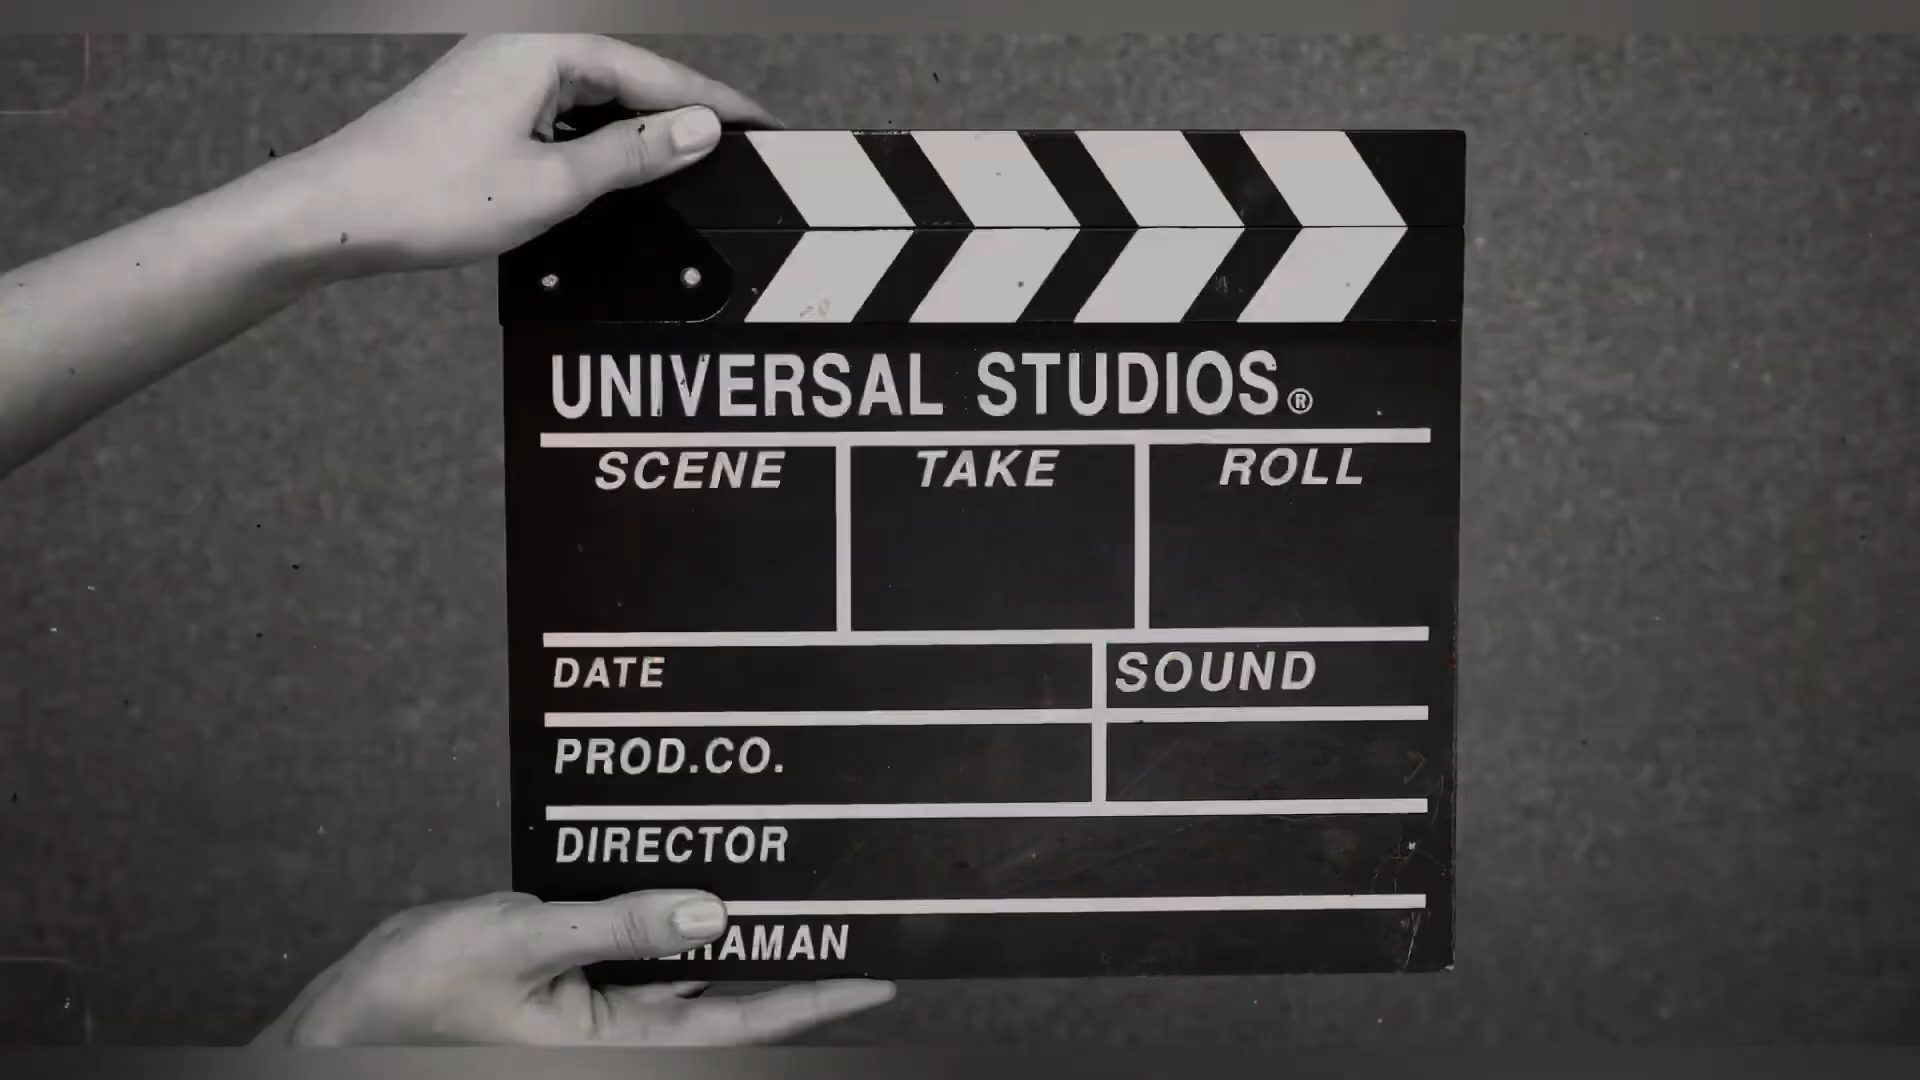 UNIVERSAL STUDIOS®
SCENE TAKE ROLL
DATE SOUND
PROD.CO.
DIRECTOR